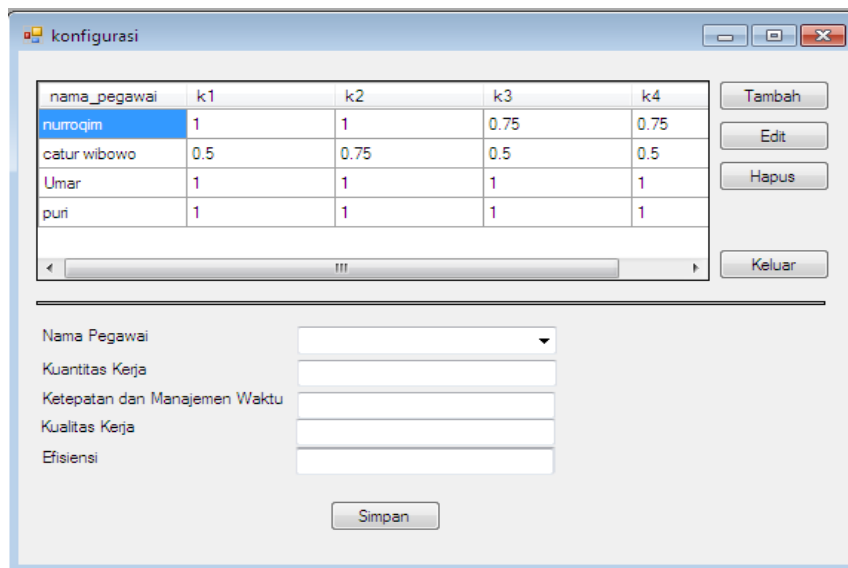 konfigurasi
nama_pegawai k1 k2 k3 k4
nurroqim 1 1 0.75 0.75
catur wibowo 0.5 0.75 0.5 0.5
Umar 1 1 1 1
puri 1 1 1 1
Tambah
Edit
Hapus
Keluar
Nama Pegawai
Kuantitas Kerja
Ketepatan dan Manajemen Waktu
Kualitas Kerja
Efisiensi
Simpan